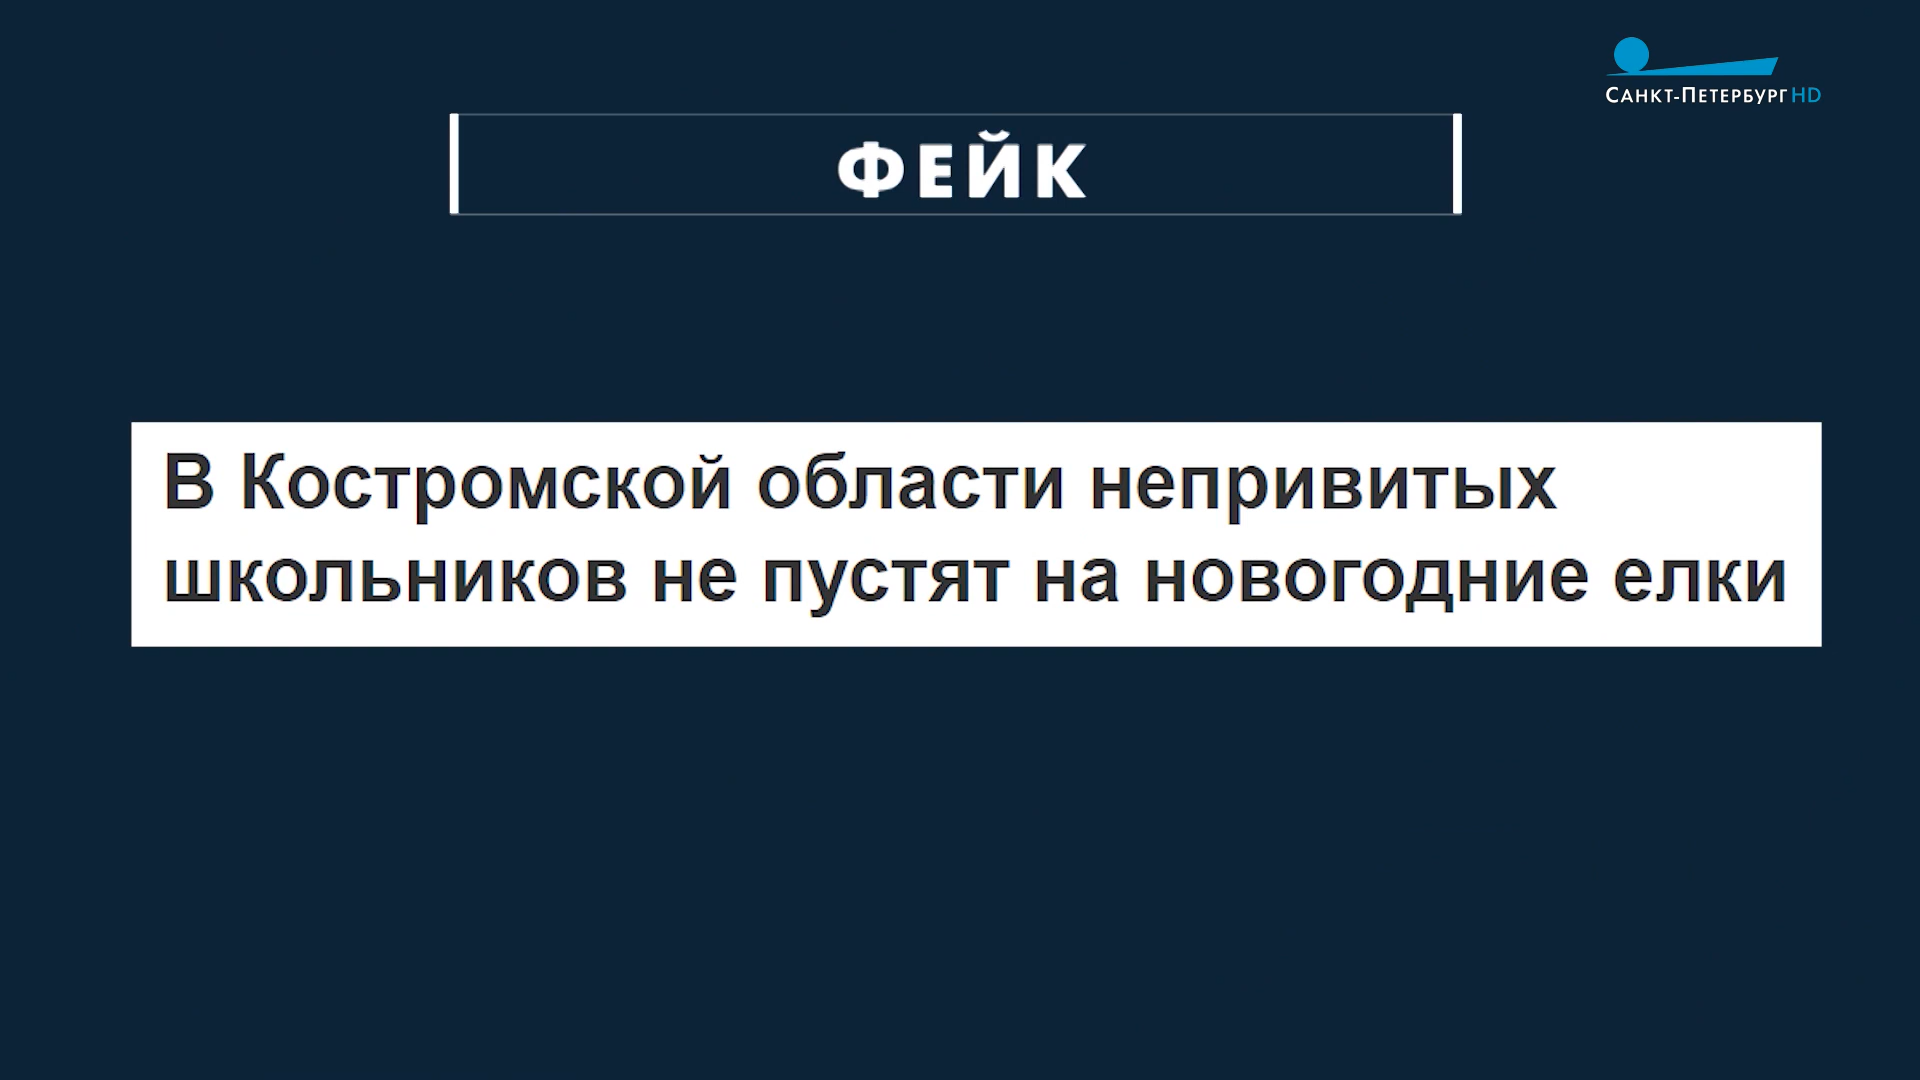 Санкт-Петербург HD
ФЕЙК
В Костромской области непривитых
школьников не пустят на новогодние елки